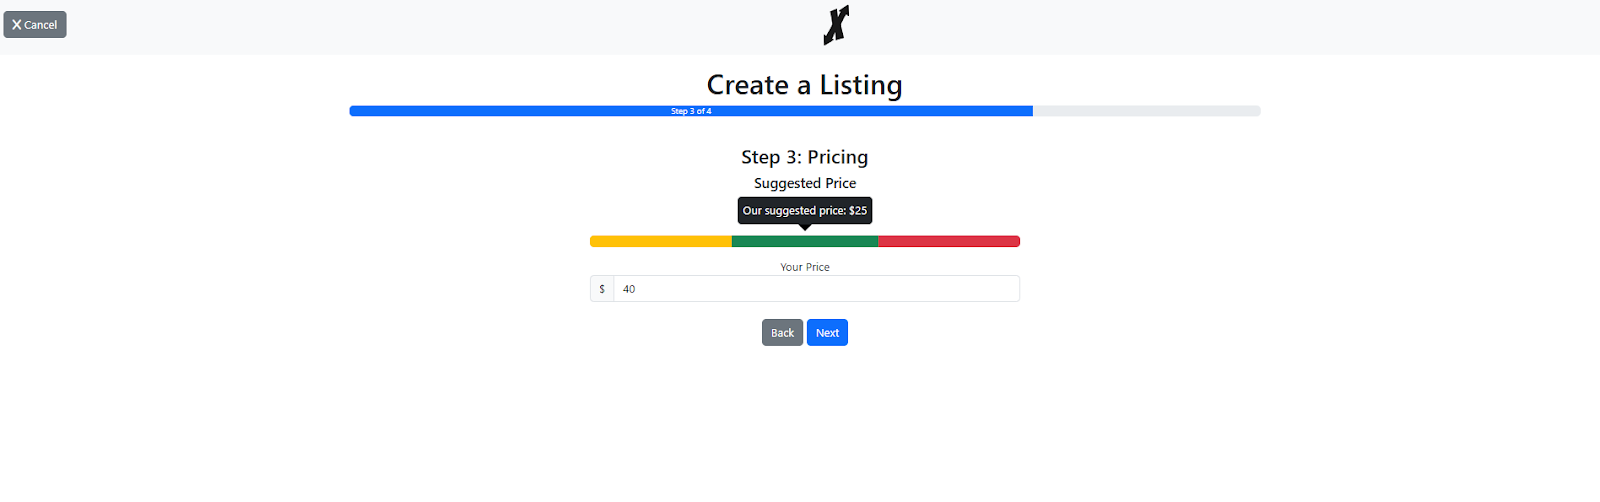 X Cancel
Create a Listing
Step 3 of 4
Step 3: Pricing
Suggested Price
Our suggested price: $25
Your Price
$ 40
Back Next